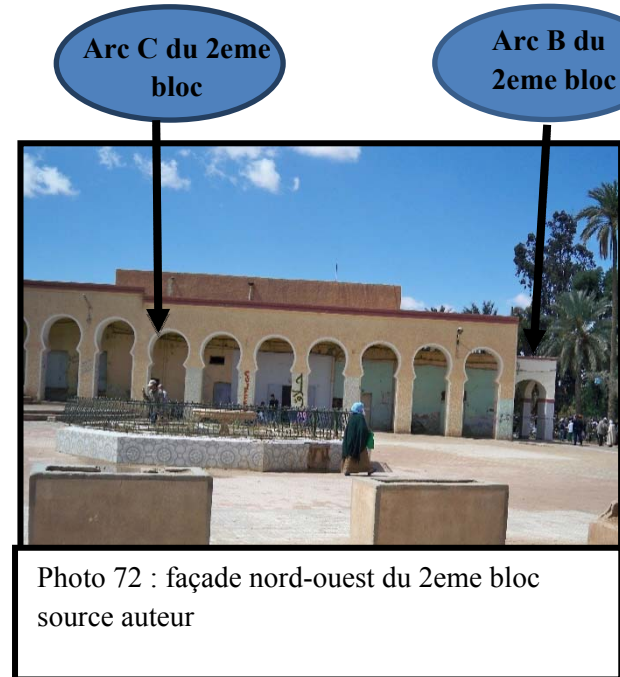 Arc C du 2eme
bloc
Arc B du
2eme bloc
Photo 72 : façade nord-ouest du 2eme bloc
source auteur